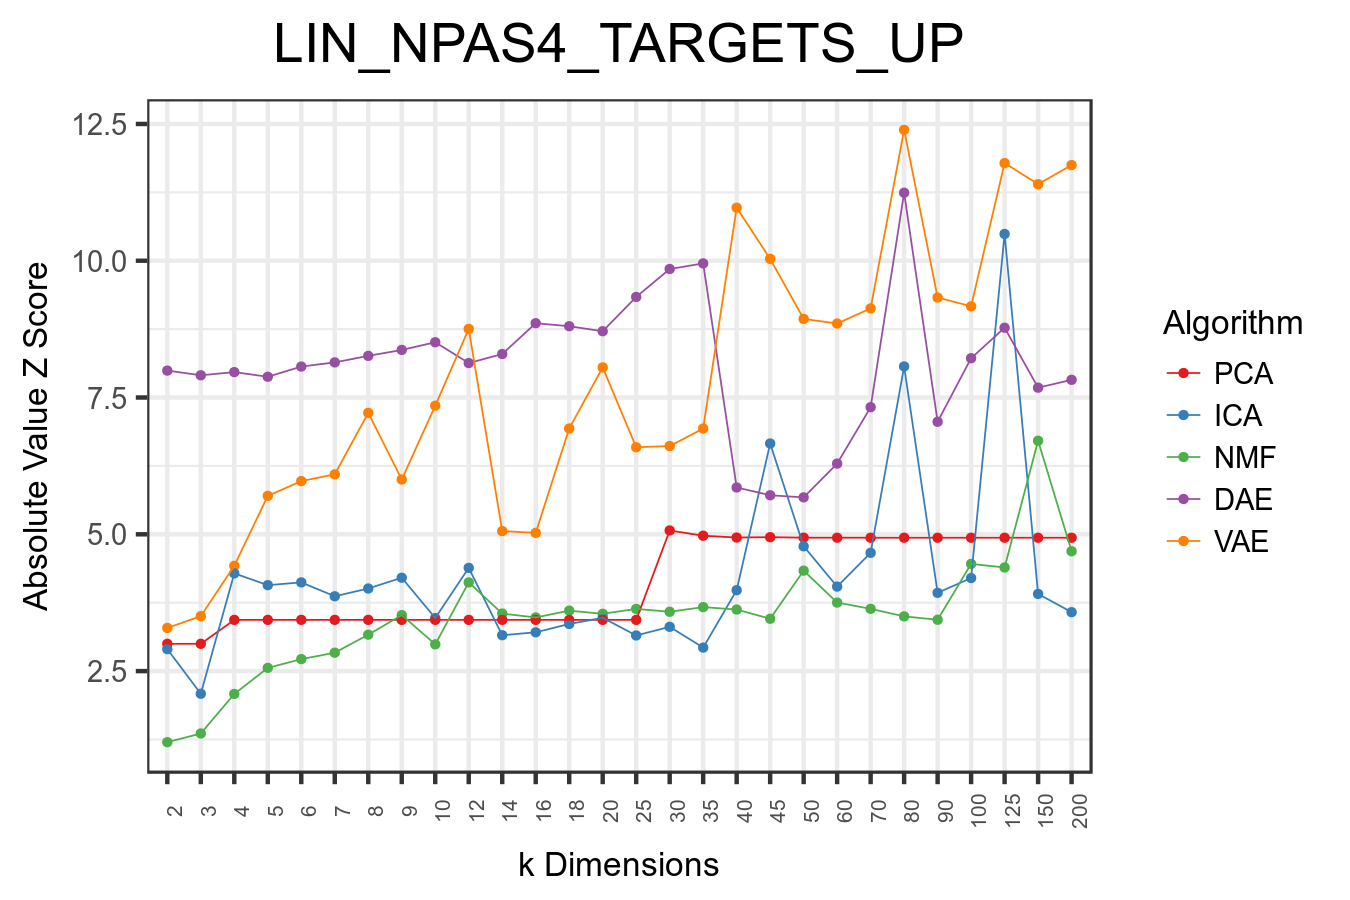 LIN_NPAS4_TARGETS_UP
Absolute Value Z Score
12.5
10.0
7.5
5.0
2.5
2 3 4 5 6 7 8 9 10 12 14 16 18 20 25 30 35 40 45 50 60 70 80 90 100 125 150 200
k Dimensions
Algorithm
PCA
ICA
NMF
DAE
VAE